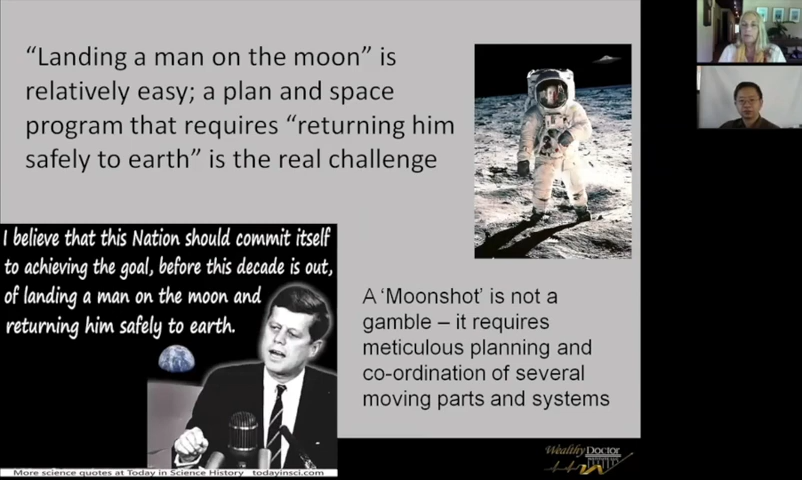 “Landing a man on the moon” is
relatively easy; a plan and space
program that requires “returning him
safely to earth” is the real challenge
I believe that this Nation should commit itself
to achieving the goal, before this decade is out,
of landing a man on the moon and
returning him safely to earth.
More science quotes at Today in Science History todayinsci.com
A ‘Moonshot’ is not a
gamble – it requires
meticulous planning and
co-ordination of several
moving parts and systems
Wealthy Doctor